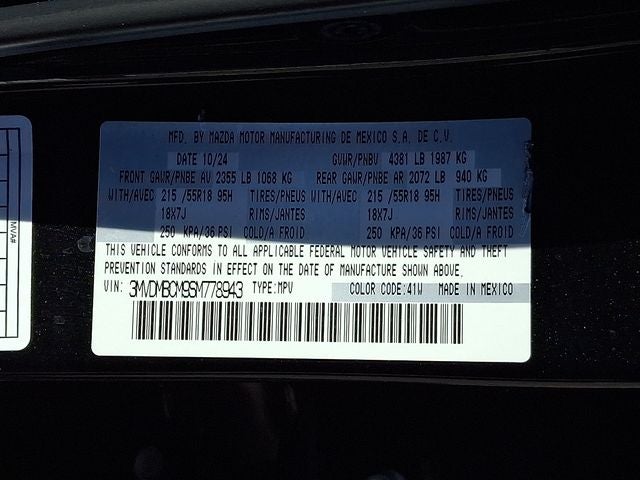 MFD. BY MAZDA MOTOR MANUFACTURING DE MEXICO S.A. DE C.V.
DATE 10/24 GVWR/PNBV 4381 LB 1987 KG
FRONT GAWR/PNBE AV 2355 LB 1068 KG REAR GAWR/PNBE AR 2072 LB 940 KG
WITH/AVEC 215 /55R18 95H TIRES/PNEUS WITH/AVEC 215 /55R18 95H TIRES/PNEUS
18X7J RIMS/JANTES 18X7J RIMS/JANTES
250 KPA/36 PSI COLD/A FROID 250 KPA/36 PSI COLD/A FROID
THIS VEHICLE CONFORMS TO ALL APPLICABLE FEDERAL MOTOR VEHICLE SAFETY AND THEFT
PREVENTION STANDARDS IN EFFECT ON THE DATE OF MANUFACTURE SHOWN ABOVE.
VIN: 3MVDMBCM9SM778943 TYPE:MPV COLOR CODE:41W MADE IN MEXICO
MVA#